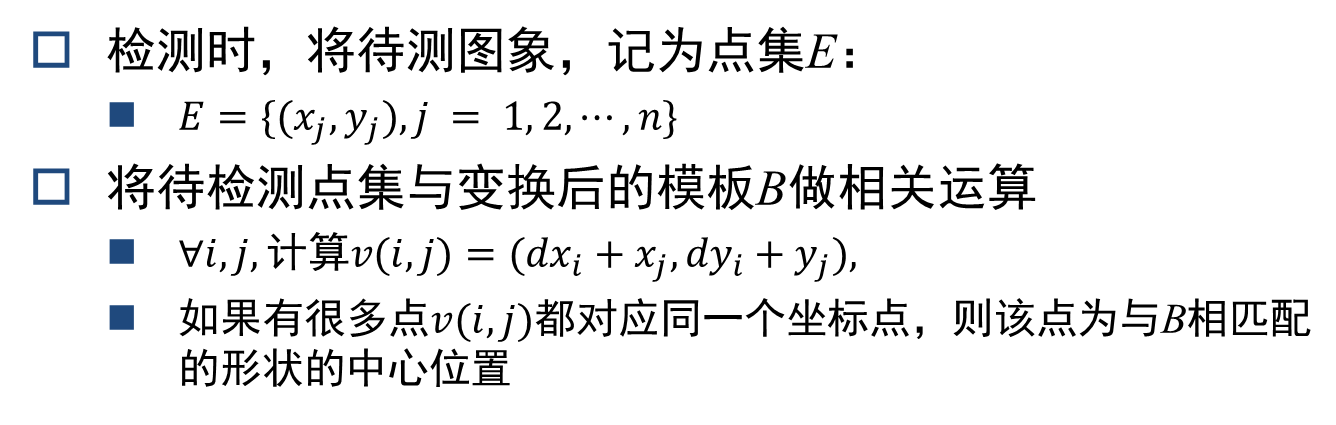 检测时，将待测图象，记为点集E：
E = {(x_j, y_j), j = 1, 2, ⋯, n}
将待检测点集与变换后的模板B做相关运算
∀i, j, 计算v(i, j) = (dx_i + x_j, dy_i + y_j),
如果有很多点v(i, j)都对应同一个坐标点，则该点为与B相匹配
的形状的中心位置